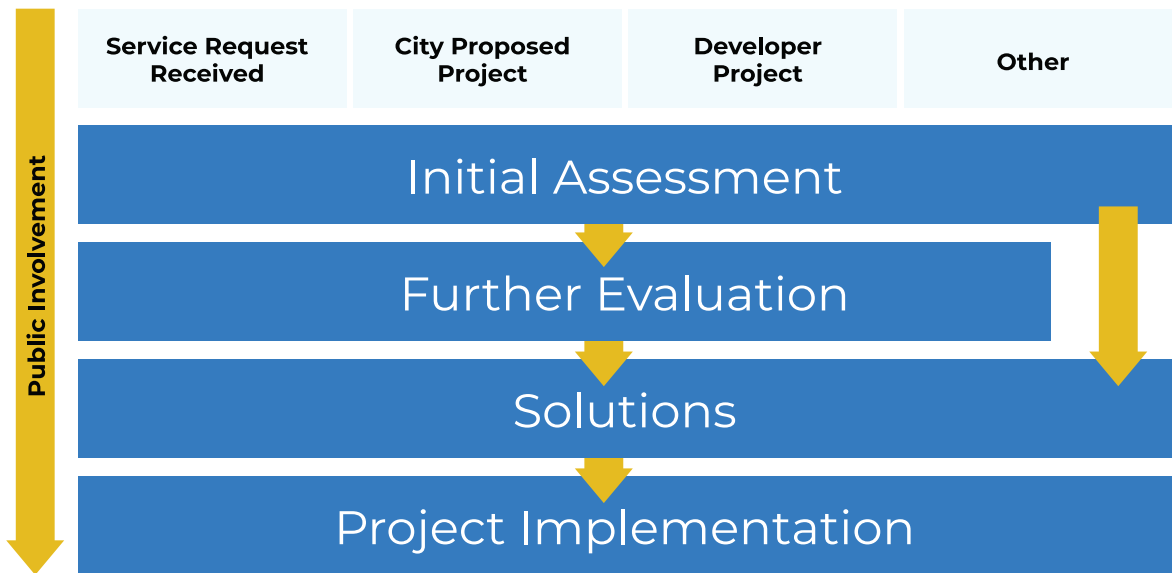 Public Involvement
Service Request
Received
City Proposed
Project
Developer
Project
Other
Initial Assessment
Further Evaluation
Solutions
Project Implementation